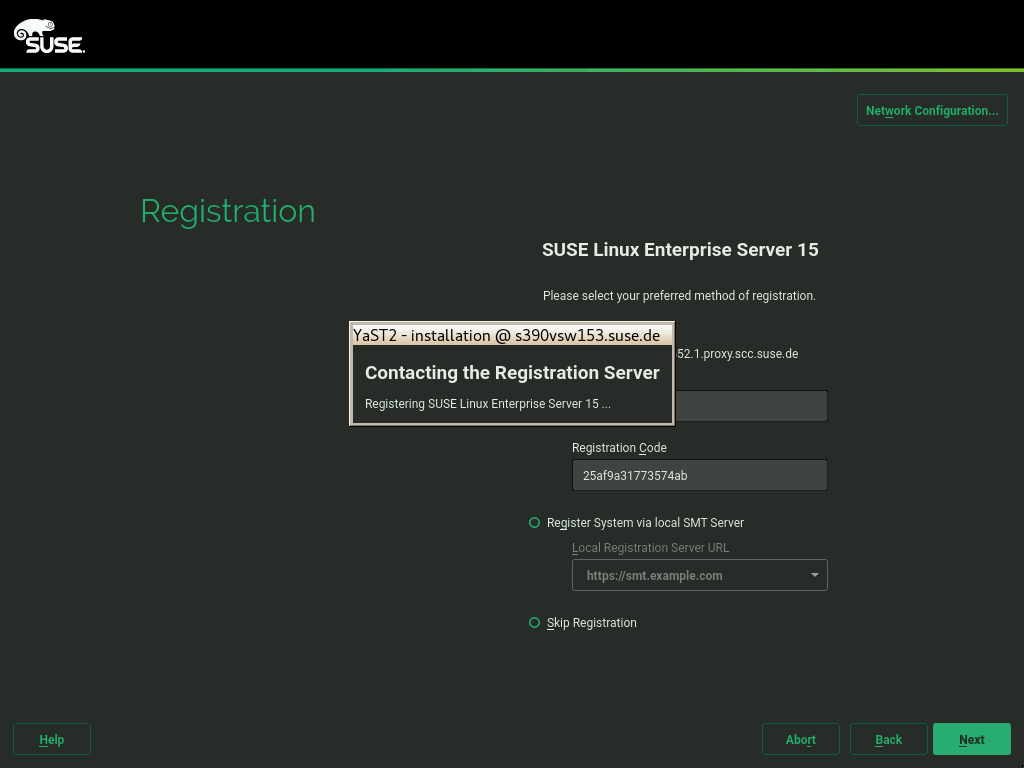 SUSE
Network Configuration...
Registration
SUSE Linux Enterprise Server 15
Please select your preferred method of registration.
YaST2 - installation @ s390vsw153.suse.de
52.1.proxy.scc.suse.de
Contacting the Registration Server
Registering SUSE Linux Enterprise Server 15 ...
Registration Code
25af9a31773574ab
Register System via local SMT Server
Local Registration Server URL
https://smt.example.com
Skip Registration
Help
Abort
Back
Next